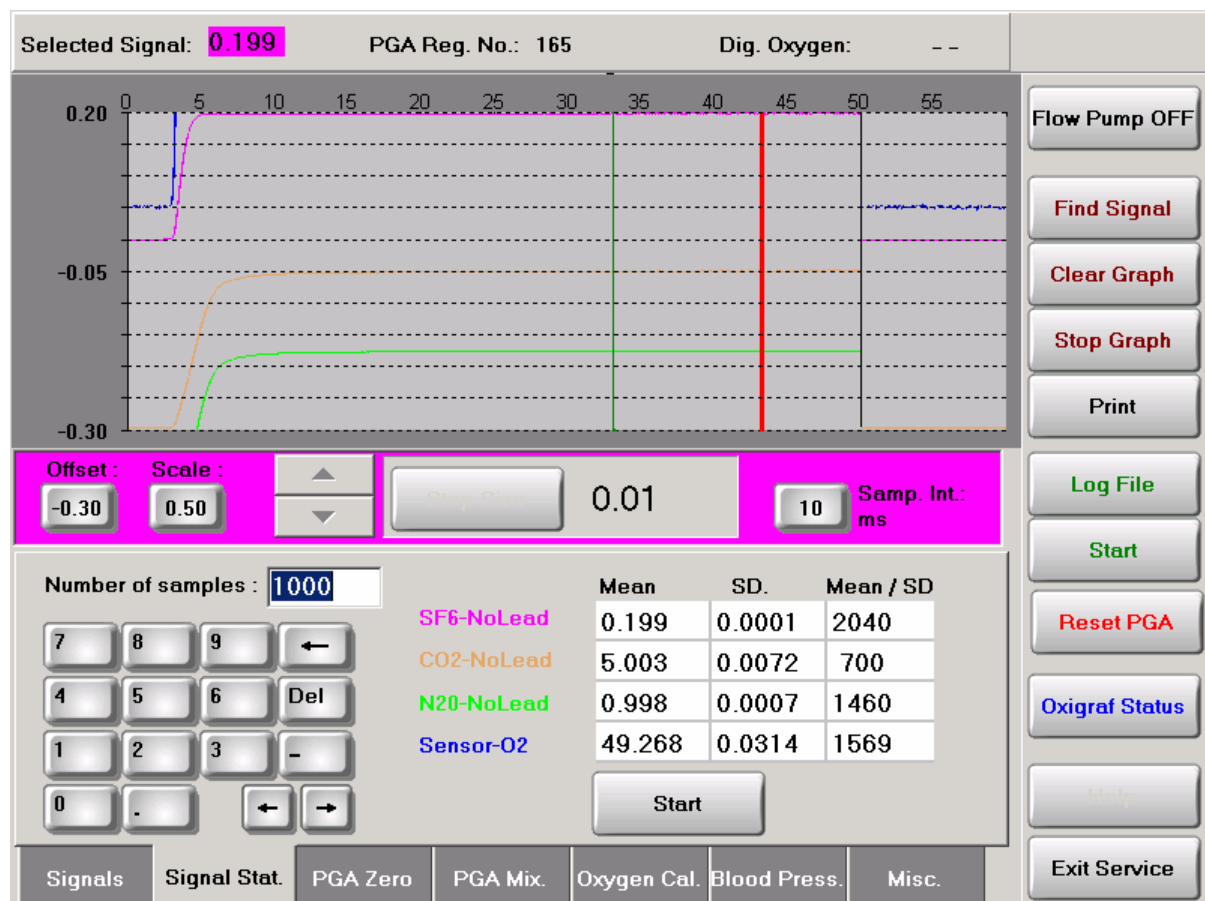 Selected Signal: 0.199 PGA Reg. No.: 165 Dig. Oxygen: - -
0 5 10 15 20 25 30 35 40 45 50 55
0.20
-0.05
-0.30
Flow Pump OFF
Find Signal
Clear Graph
Stop Graph
Print
Offset : Scale :
-0.30 0.50 0.01 10 Samp. Int.:
ms
Log File
Start
Reset PGA
Oxigraf Status
Help
Exit Service
Number of samples : 1000
7 8 9 ←
4 5 6 Del
1 2 3 -
0 . ← →
Mean SD. Mean / SD
SF6-NoLead 0.199 0.0001 2040
CO2-NoLead 5.003 0.0072 700
N20-NoLead 0.998 0.0007 1460
Sensor-O2 49.268 0.0314 1569
Start
Signals Signal Stat. PGA Zero PGA Mix. Oxygen Cal. Blood Press. Misc.